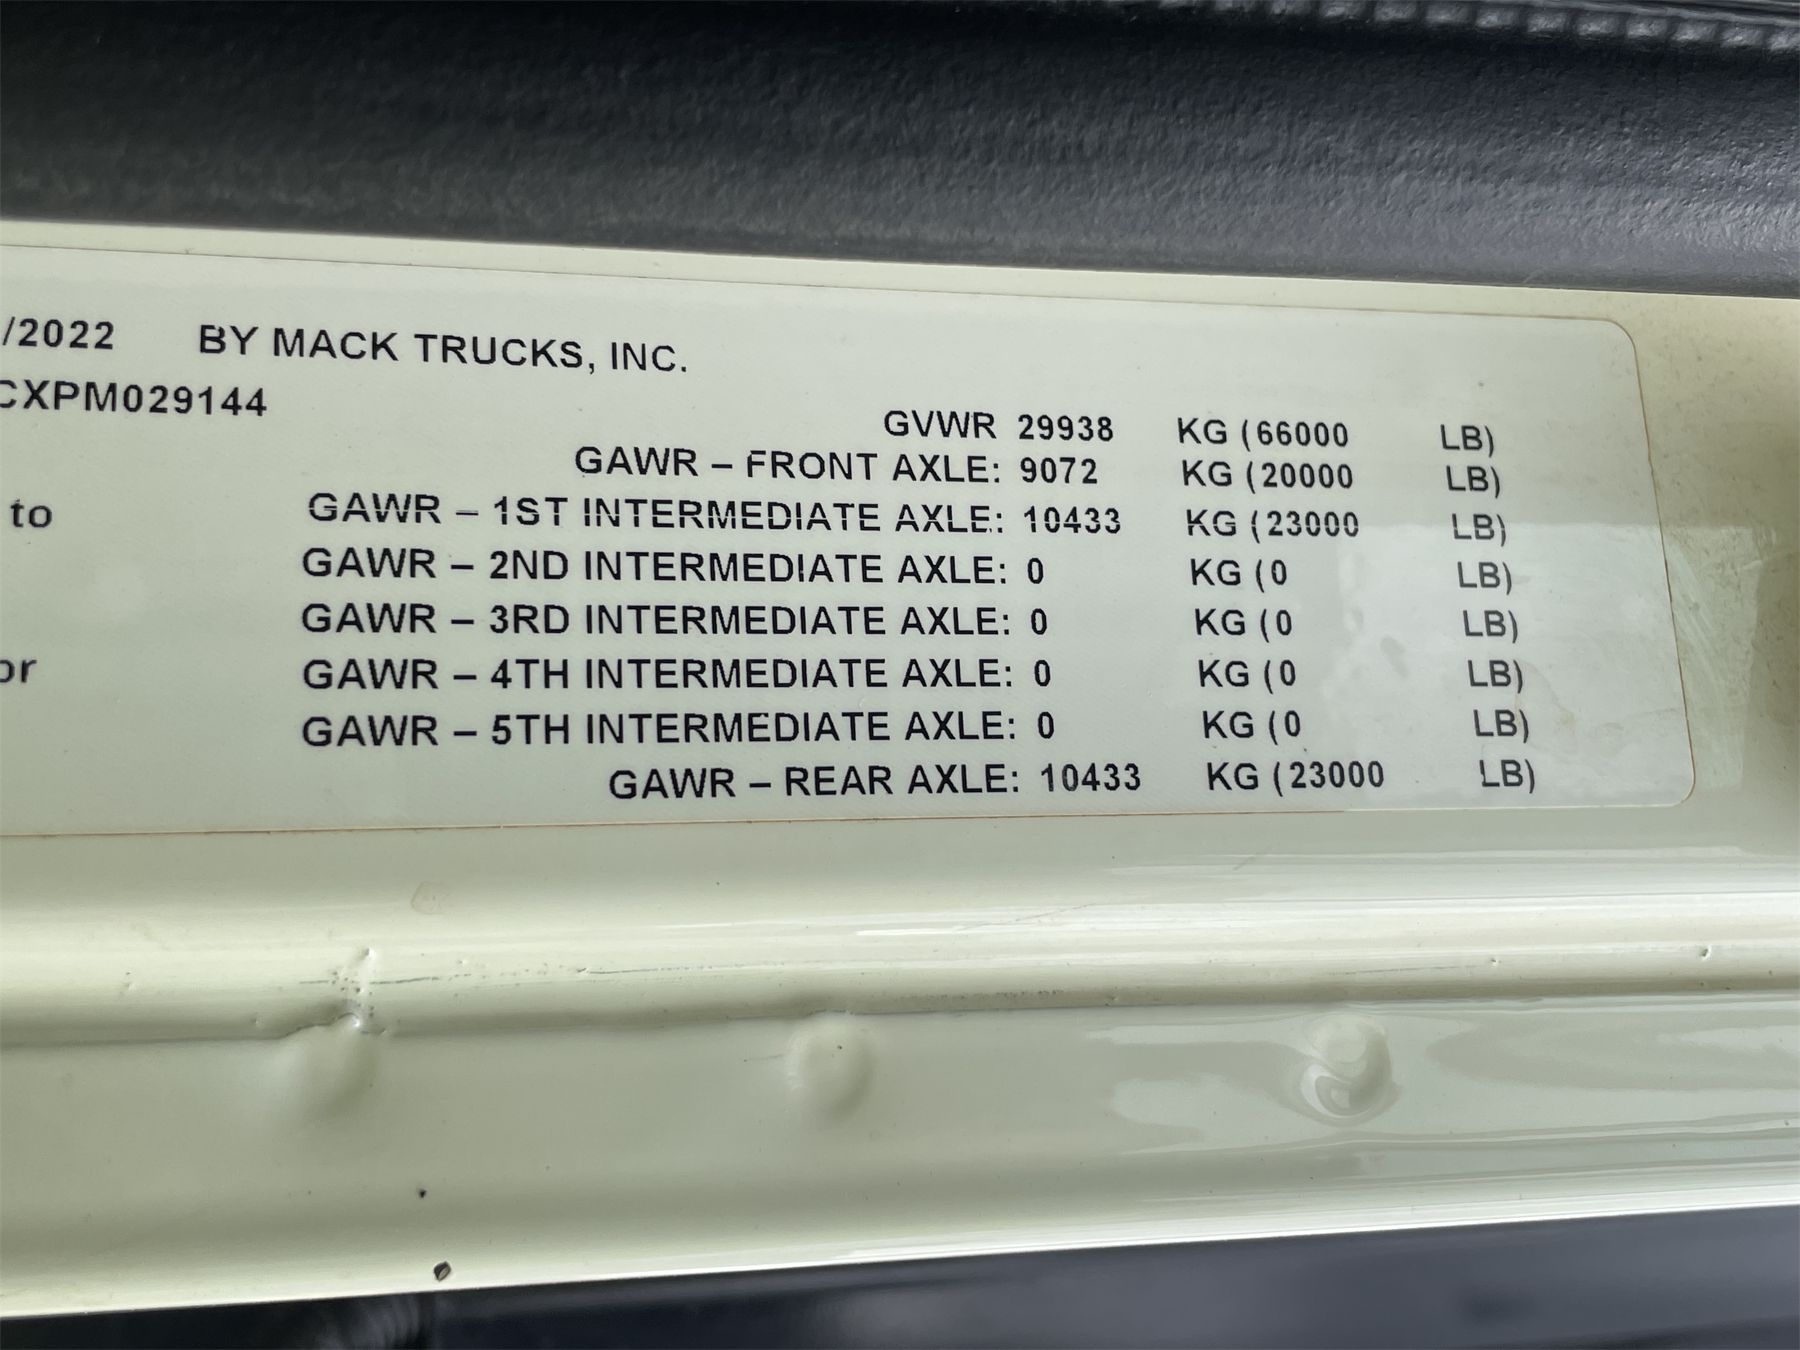 /2022 BY MACK TRUCKS, INC.
CXPM029144
GVWR 29938 KG (66000 LB)
GAWR – FRONT AXLE: 9072 KG (20000 LB)
to GAWR – 1ST INTERMEDIATE AXLE: 10433 KG (23000 LB)
GAWR – 2ND INTERMEDIATE AXLE: 0 KG (0 LB)
GAWR – 3RD INTERMEDIATE AXLE: 0 KG (0 LB)
or GAWR – 4TH INTERMEDIATE AXLE: 0 KG (0 LB)
GAWR – 5TH INTERMEDIATE AXLE: 0 KG (0 LB)
GAWR – REAR AXLE: 10433 KG (23000 LB)